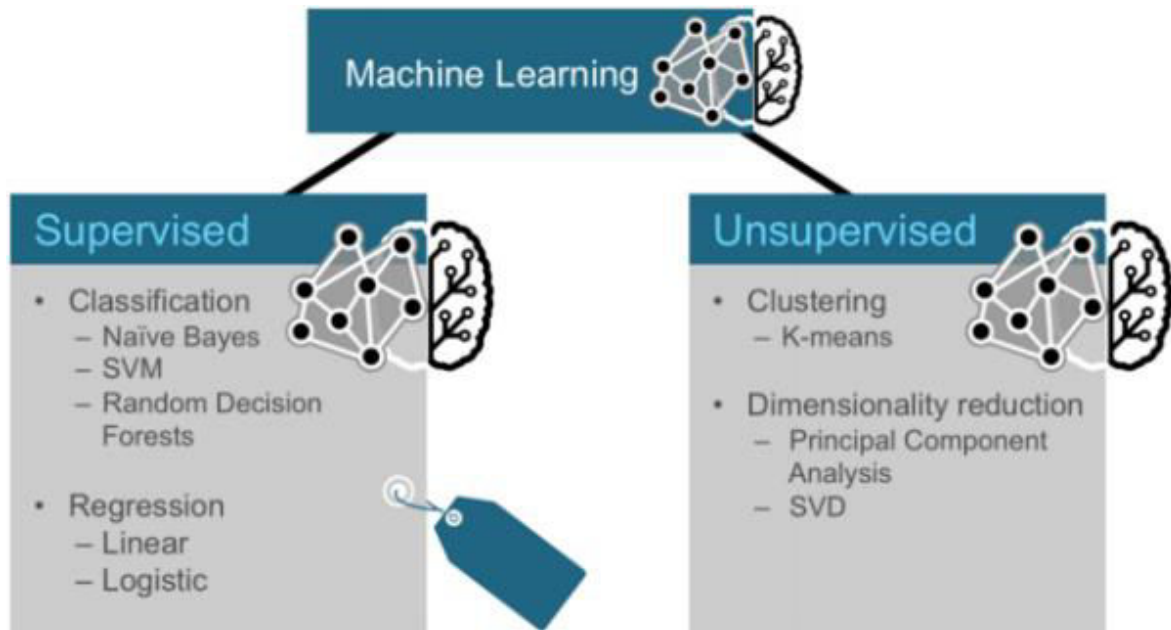 Machine Learning
Supervised
• Classification
– Naïve Bayes
– SVM
– Random Decision
Forests
• Regression
– Linear
– Logistic
Unsupervised
• Clustering
– K-means
• Dimensionality reduction
– Principal Component
Analysis
– SVD